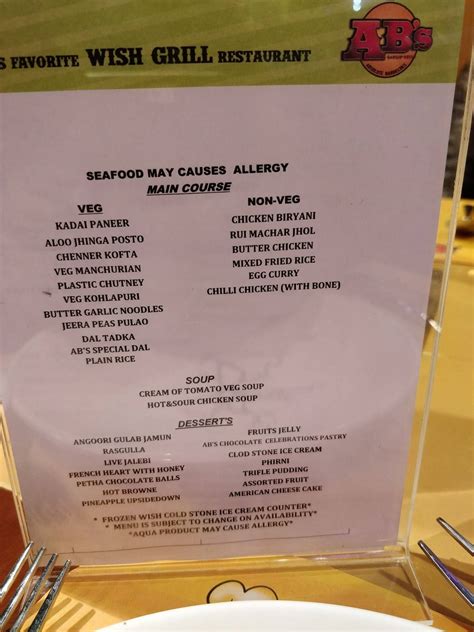 S FAVORITE WISH GRILL RESTAURANT
AB's
SEAFOOD MAY CAUSES ALLERGY
MAIN COURSE
VEG
KADAI PANEER
ALOO JHINGA POSTO
CHENNER KOFTA
VEG MANCHURIAN
PLASTIC CHUTNEY
VEG KOHLAPURI
BUTTER GARLIC NOODLES
JEERA PEAS PULAO
DAL TADKA
AB'S SPECIAL DAL
PLAIN RICE
NON-VEG
CHICKEN BIRYANI
RUI MACHAR JHOL
BUTTER CHICKEN
MIXED FRIED RICE
EGG CURRY
CHILLI CHICKEN (WITH BONE)
SOUP
CREAM OF TOMATO VEG SOUP
HOT&SOUR CHICKEN SOUP
DESSERT'S
ANGOORI GULAB JAMUN
RASGULLA
LIVE JALEBI
FRENCH HEART WITH HONEY
PETHA CHOCOLATE BALLS
HOT BROWNE
PINEAPPLE UPSIDEDOWN
FRUITS JELLY
AB'S CHOCOLATE CELEBRATIONS PASTRY
CLOD STONE ICE CREAM
PHIRNI
TRIFLE PUDDING
ASSORTED FRUIT
AMERICAN CHEESE CAKE
* FROZEN WISH COLD STONE ICE CREAM COUNTER*
* MENU IS SUBJECT TO CHANGE ON AVAILABILITY*
*AQUA PRODUCT MAY CAUSE ALLERGY*